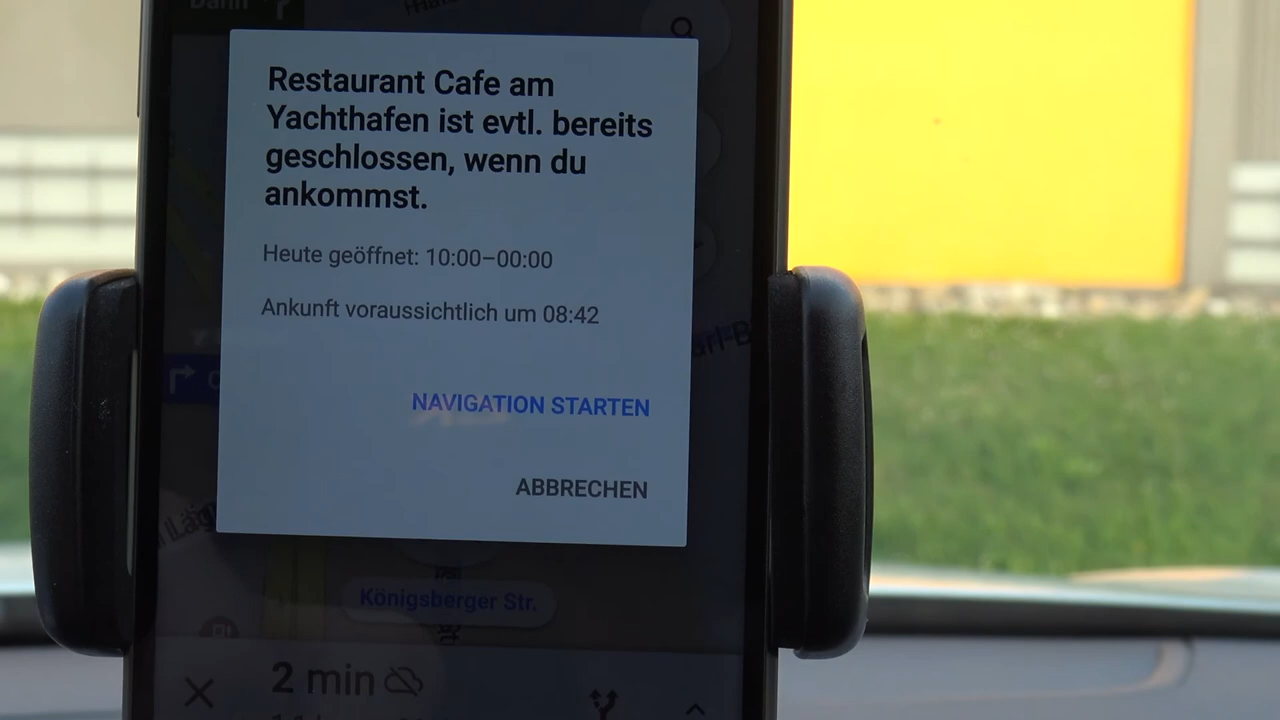 Dann
Restaurant Cafe am
Yachthafen ist evtl. bereits
geschlossen, wenn du
ankommst.
Heute geöffnet: 10:00–00:00
Ankunft voraussichtlich um 08:42
NAVIGATION STARTEN
ABBRECHEN
Königsberger Str.
2 min